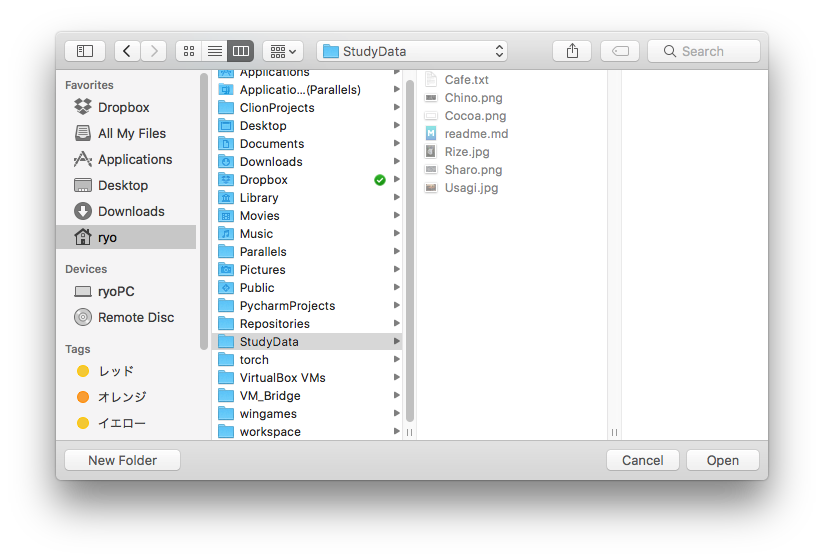 StudyData
Search
Favorites
Dropbox
All My Files
Applications
Desktop
Downloads
ryo
Devices
ryoPC
Remote Disc
Tags
レッド
オレンジ
イエロー
Applications
Applicatio...(Parallels)
ClionProjects
Desktop
Documents
Downloads
Dropbox
Library
Movies
Music
Parallels
Pictures
Public
PycharmProjects
Repositories
StudyData
torch
VirtualBox VMs
VM_Bridge
wingames
workspace
Cafe.txt
Chino.png
Cocoa.png
readme.md
Rize.jpg
Sharo.png
Usagi.jpg
New Folder
Cancel
Open